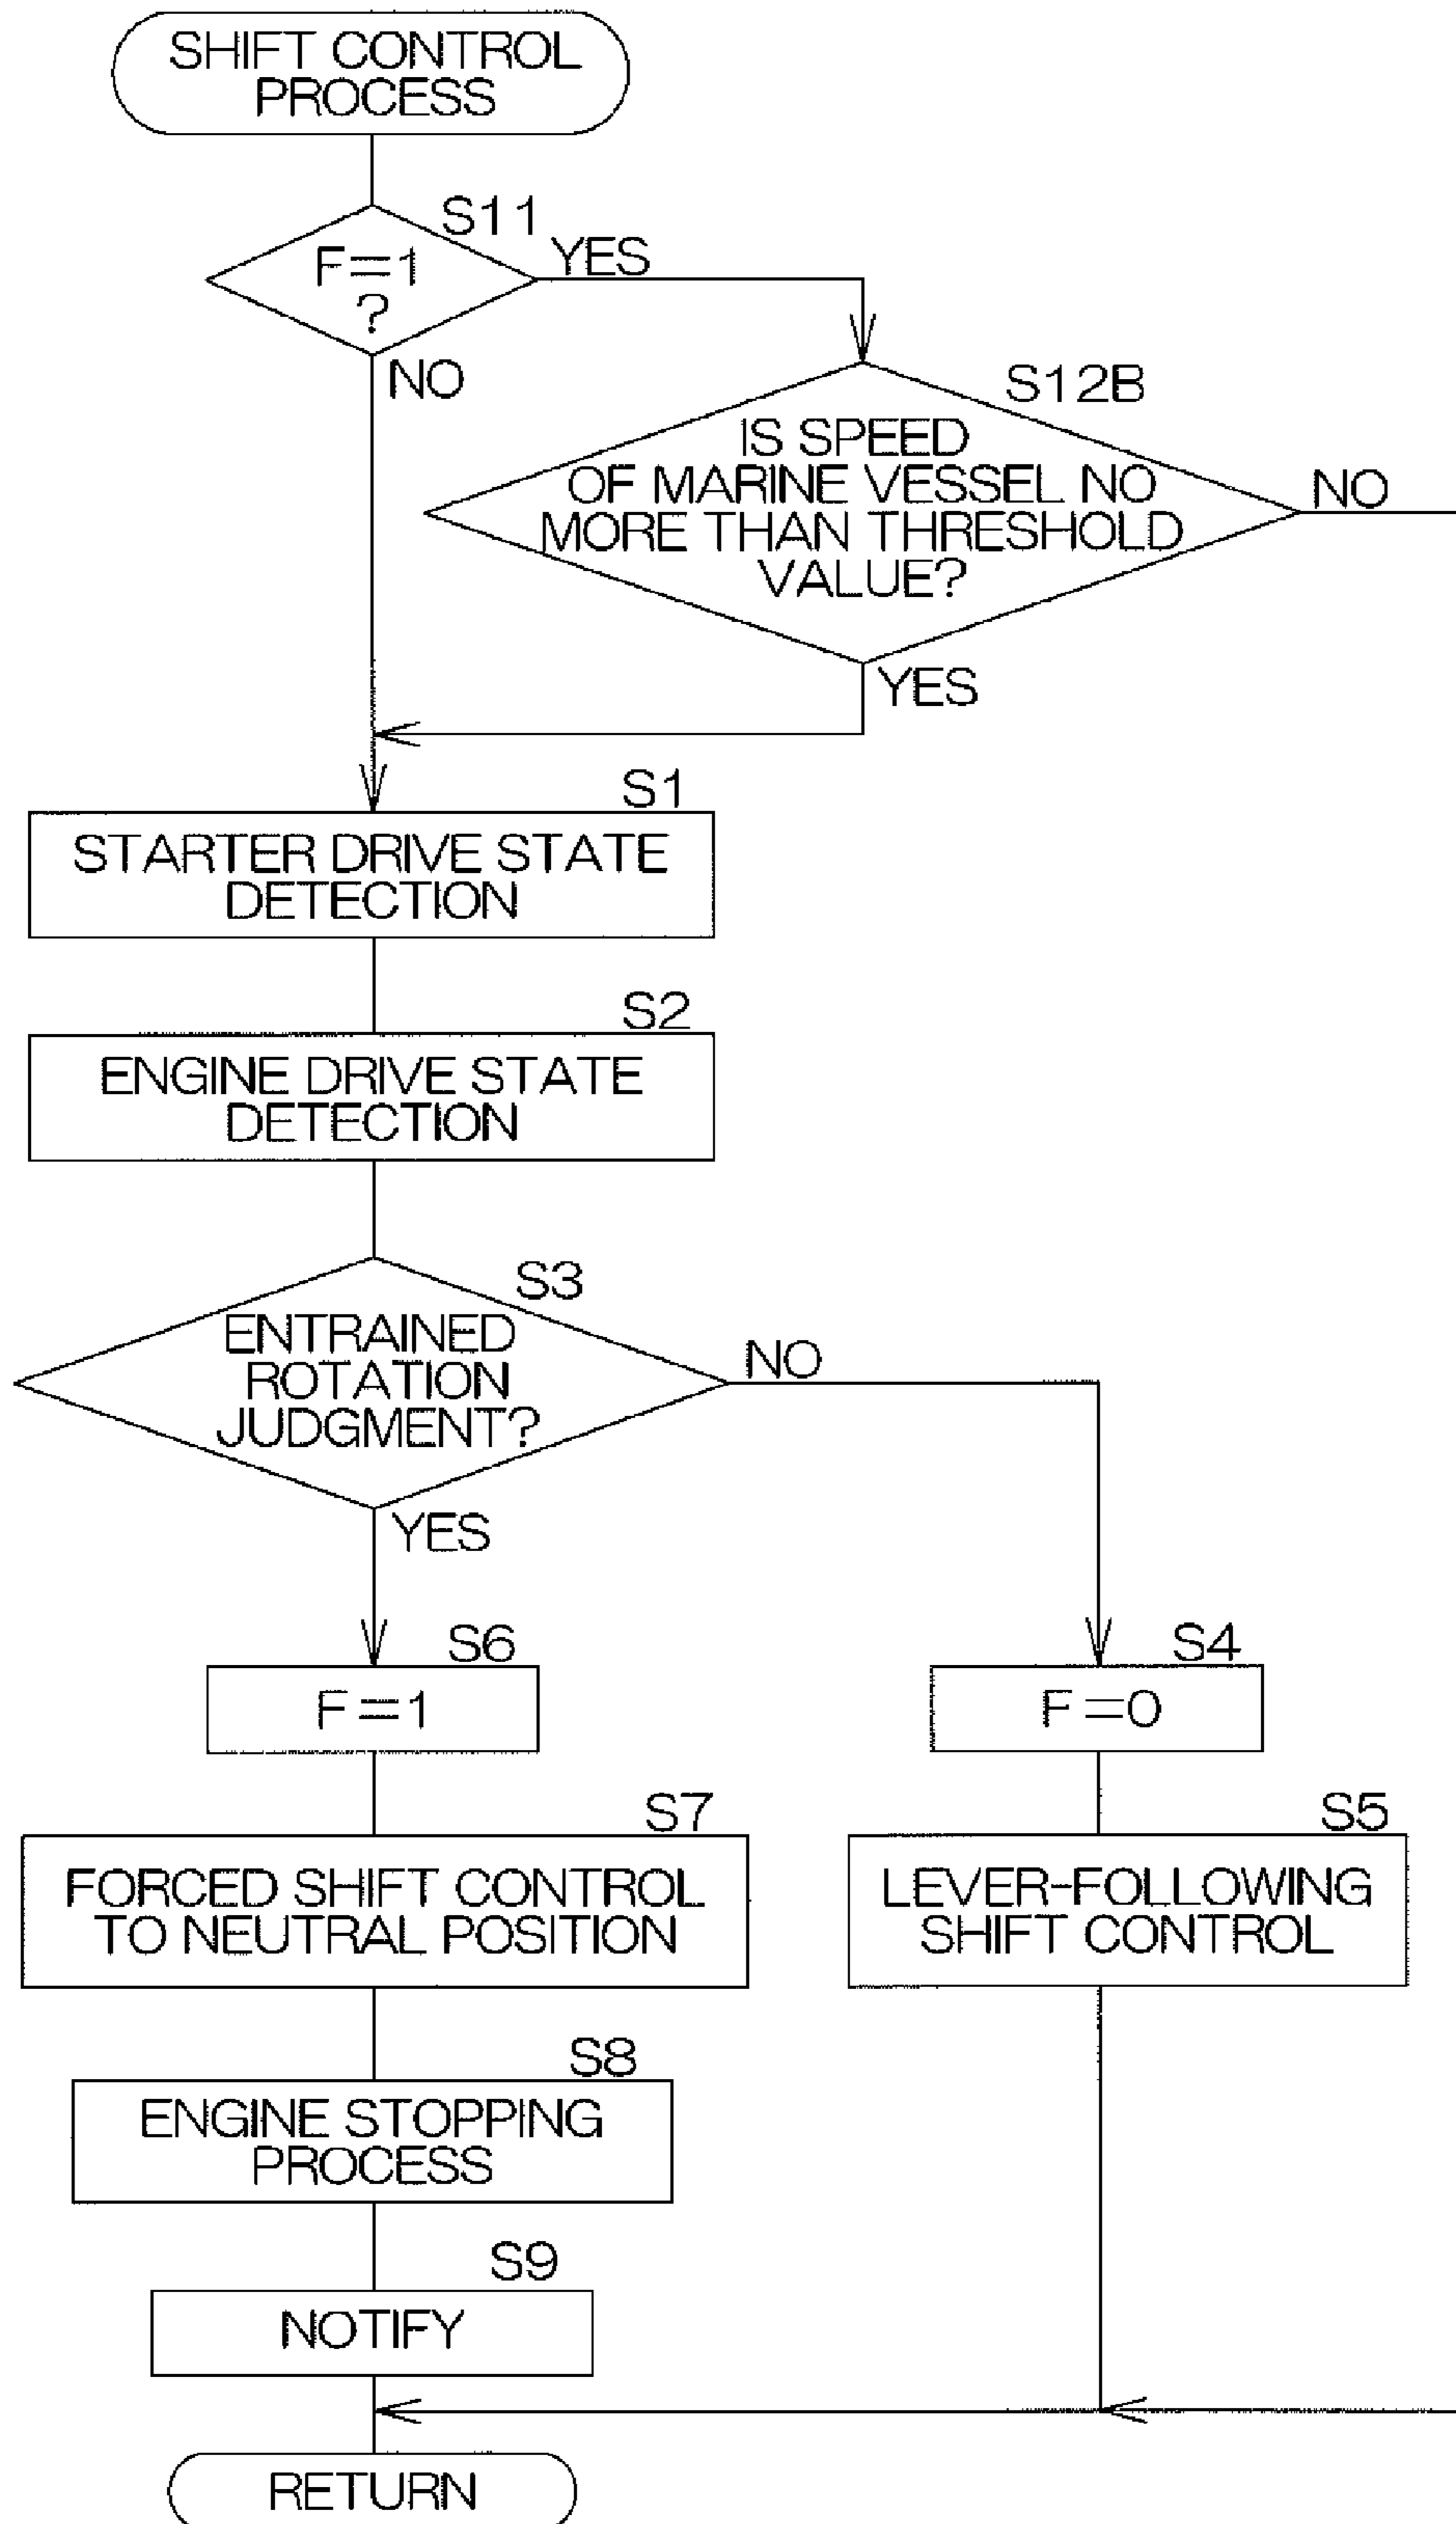 SHIFT CONTROL
PROCESS
S11
F=1
?
YES
NO
S12B
IS SPEED
OF MARINE VESSEL NO
MORE THAN THRESHOLD
VALUE?
NO
YES
S1
STARTER DRIVE STATE
DETECTION
S2
ENGINE DRIVE STATE
DETECTION
S3
ENTRAINED
ROTATION
JUDGMENT?
NO
YES
S6
F=1
S4
F=0
S7
FORCED SHIFT CONTROL
TO NEUTRAL POSITION
S5
LEVER-FOLLOWING
SHIFT CONTROL
S8
ENGINE STOPPING
PROCESS
S9
NOTIFY
RETURN